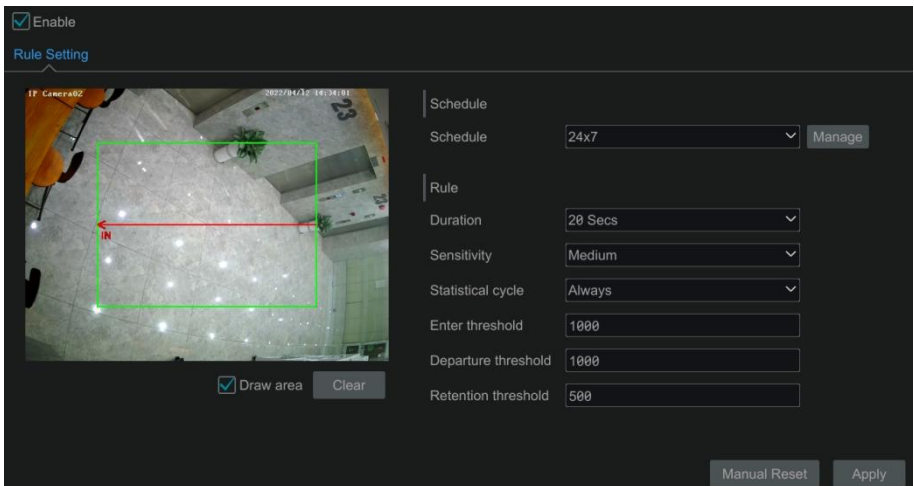 Enable
Rule Setting
IP Camera02 2022/04/12 14:34:01
23
23
IN
Draw area Clear
Schedule
Schedule 24x7 Manage
Rule
Duration 20 Secs
Sensitivity Medium
Statistical cycle Always
Enter threshold 1000
Departure threshold 1000
Retention threshold 500
Manual Reset Apply